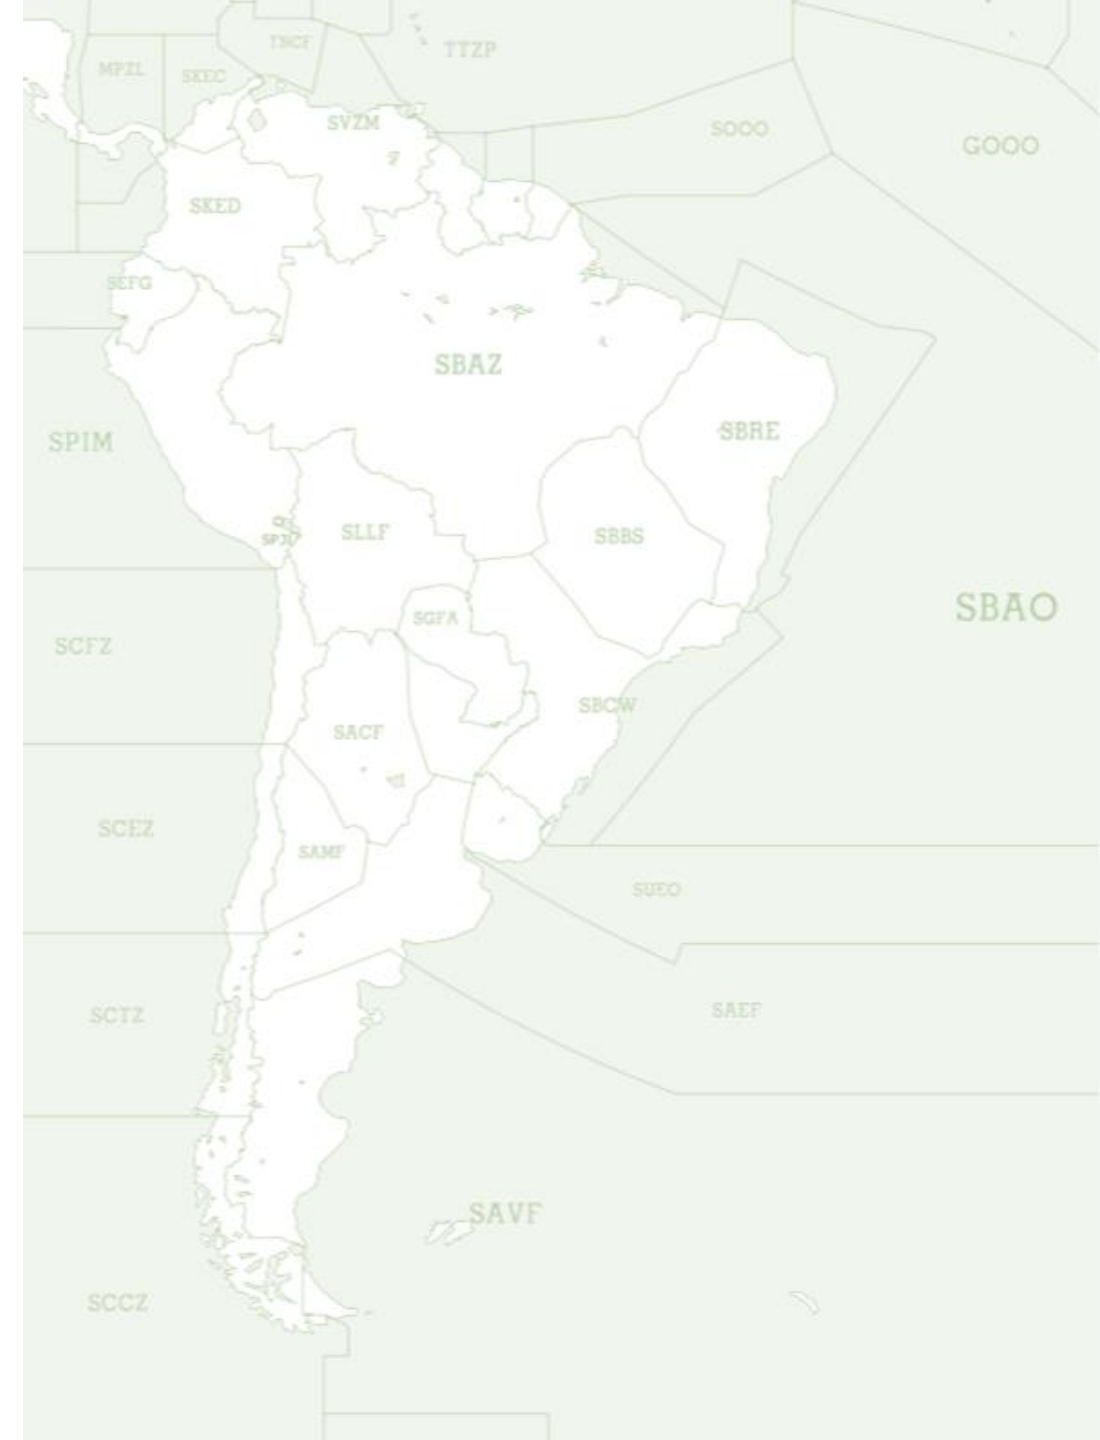 TNCF
TTZP
MPZL
SKEC
SVZM
SOOO
GOOO
SKED
SEFG
SBAZ
SBRE
SPIM
SLLF
SPJL
SBBS
SBAO
SGFA
SCFZ
SBCW
SACF
SCEZ
SAMF
SUEO
SAEF
SCTZ
SAVF
SCCZ